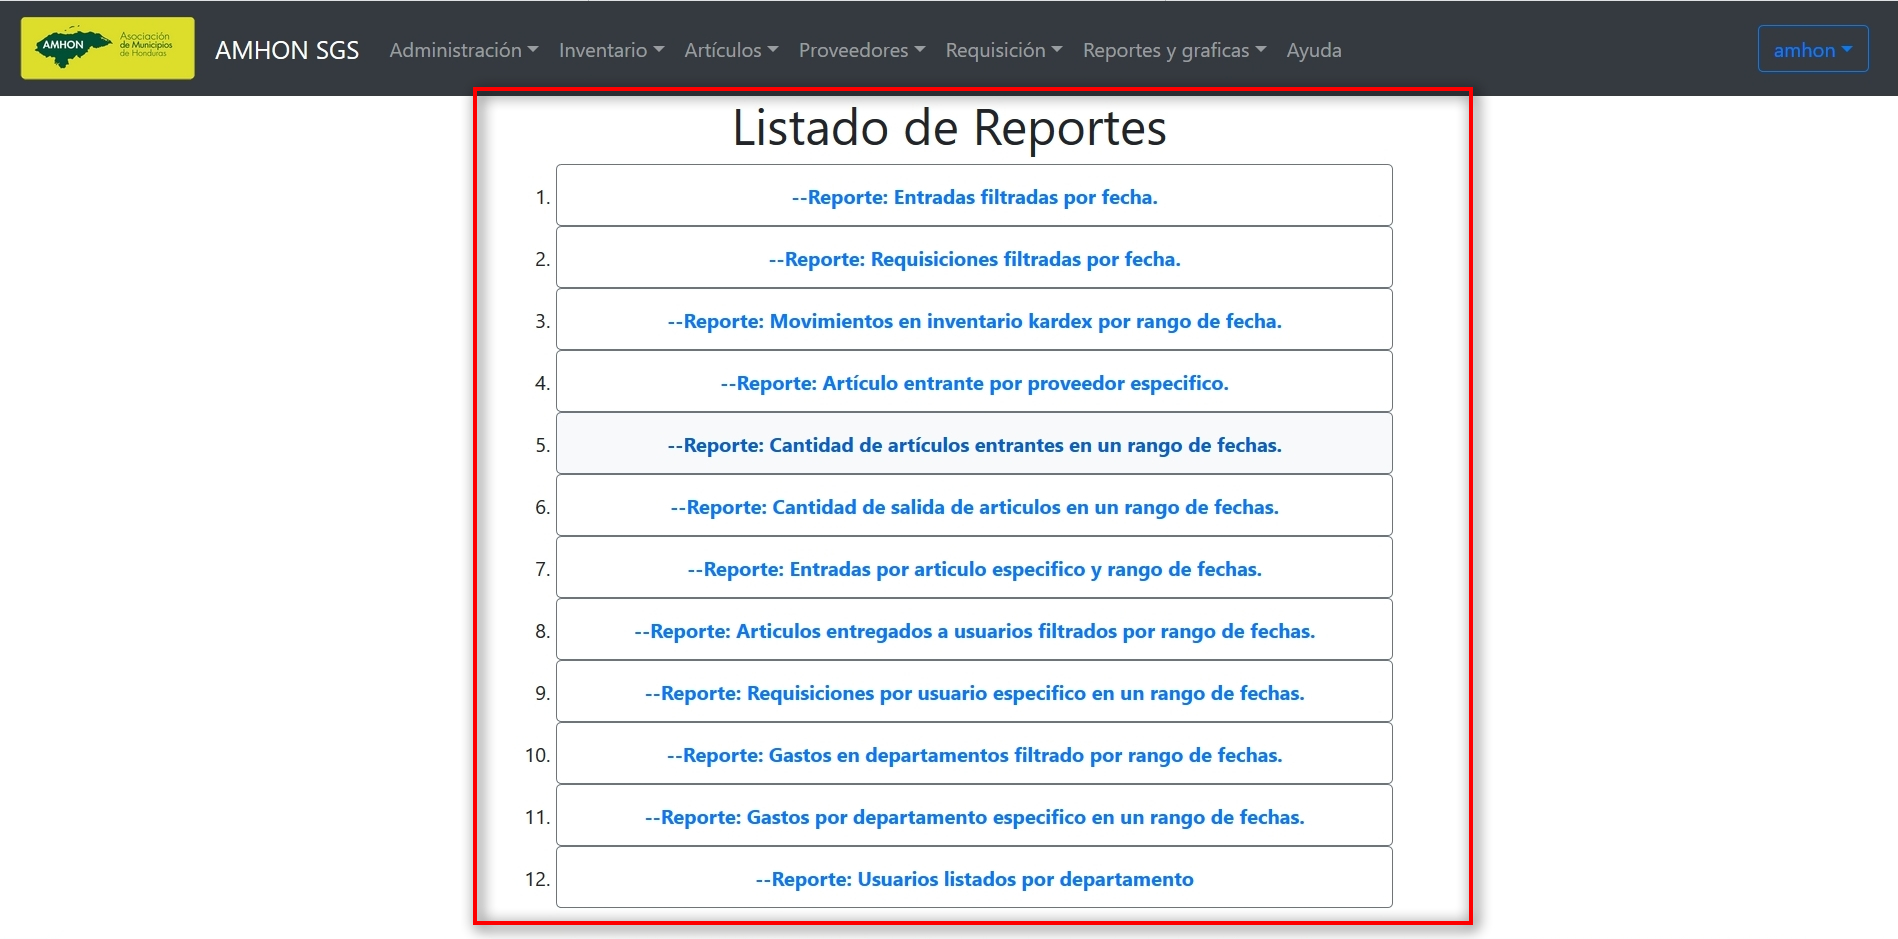 AMHON
Asociación
de Municipios
de Honduras
AMHON SGS Administración Inventario Artículos Proveedores Requisición Reportes y graficas Ayuda amhon
Listado de Reportes
1. --Reporte: Entradas filtradas por fecha.
2. --Reporte: Requisiciones filtradas por fecha.
3. --Reporte: Movimientos en inventario kardex por rango de fecha.
4. --Reporte: Artículo entrante por proveedor especifico.
5. --Reporte: Cantidad de artículos entrantes en un rango de fechas.
6. --Reporte: Cantidad de salida de articulos en un rango de fechas.
7. --Reporte: Entradas por articulo especifico y rango de fechas.
8. --Reporte: Articulos entregados a usuarios filtrados por rango de fechas.
9. --Reporte: Requisiciones por usuario especifico en un rango de fechas.
10. --Reporte: Gastos en departamentos filtrado por rango de fechas.
11. --Reporte: Gastos por departamento especifico en un rango de fechas.
12. --Reporte: Usuarios listados por departamento